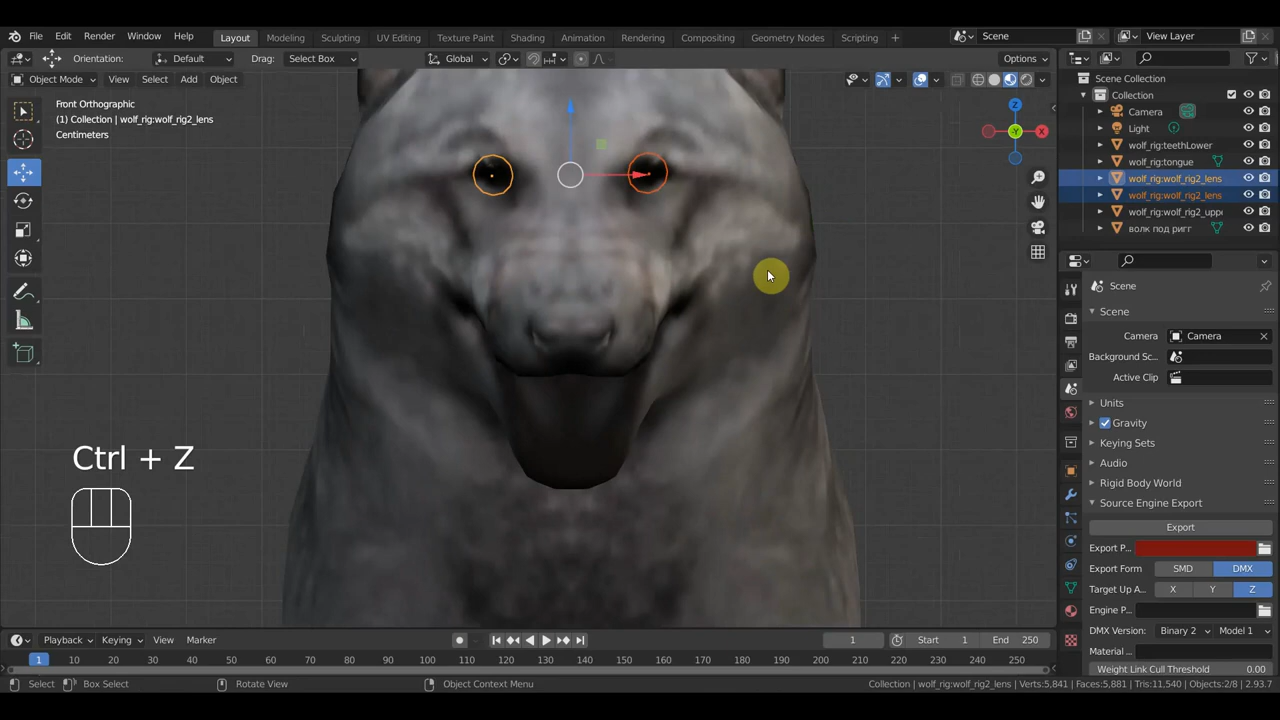 File Edit Render Window Help Layout Modeling Sculpting UV Editing Texture Paint Shading Animation Rendering Compositing Geometry Nodes Scripting + Scene View Layer
Orientation: Default Drag: Select Box Global Options
Object Mode View Select Add Object
Front Orthographic
(1) Collection | wolf_rig:wolf_rig2_lens
Centimeters
Z
-Y
X
Scene Collection
Collection
Camera
Light
wolf_rig:teethLower
wolf_rig:tongue
wolf_rig:wolf_rig2_lens
wolf_rig:wolf_rig2_lens
wolf_rig:wolf_rig2_uppe
волк под ригг
Scene
Scene
Camera Camera
Background Sc...
Active Clip
Units
Gravity
Keying Sets
Audio
Rigid Body World
Source Engine Export
Export
Export P...
Export Form SMD DMX
Target Up A... X Y Z
Engine P...
DMX Version: Binary 2 Model 1
Material ...
Weight Link Cull Threshold 0.00
Ctrl + Z
Playback Keying View Marker 1 Start 1 End 250
1 10 20 30 40 50 60 70 80 90 100 110 120 130 140 150 160 170 180 190 200 210 220 230 240 250
Select Box Select Rotate View Object Context Menu Collection | wolf_rig:wolf_rig2_lens | Verts:5,841 | Faces:5,881 | Tris:11,540 | Objects:2/8 | 2.93.7